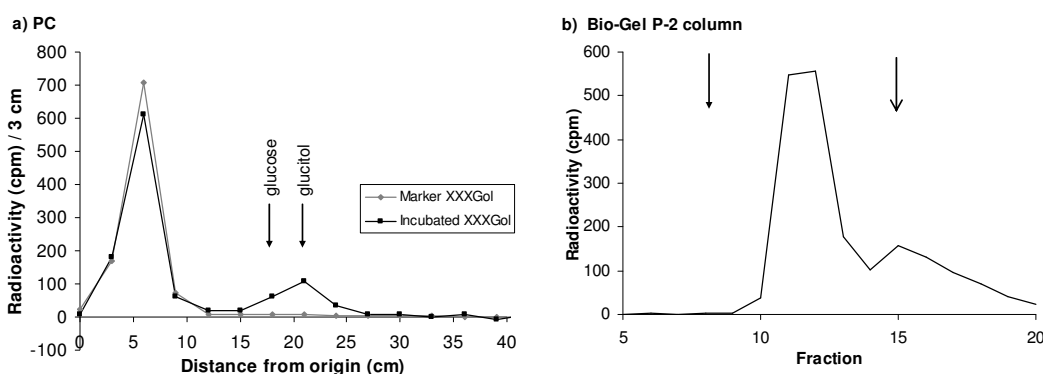 a) PC
800
700
600
500
400
300
200
100
0
-100
Radioactivity (cpm) / 3 cm
glucose
glucitol
Marker XXXGol
Incubated XXXGol
0 5 10 15 20 25 30 35 40
Distance from origin (cm)
b) Bio-Gel P-2 column
600
500
400
300
200
100
0
Radioactivity (cpm)
5 10 15 20
Fraction